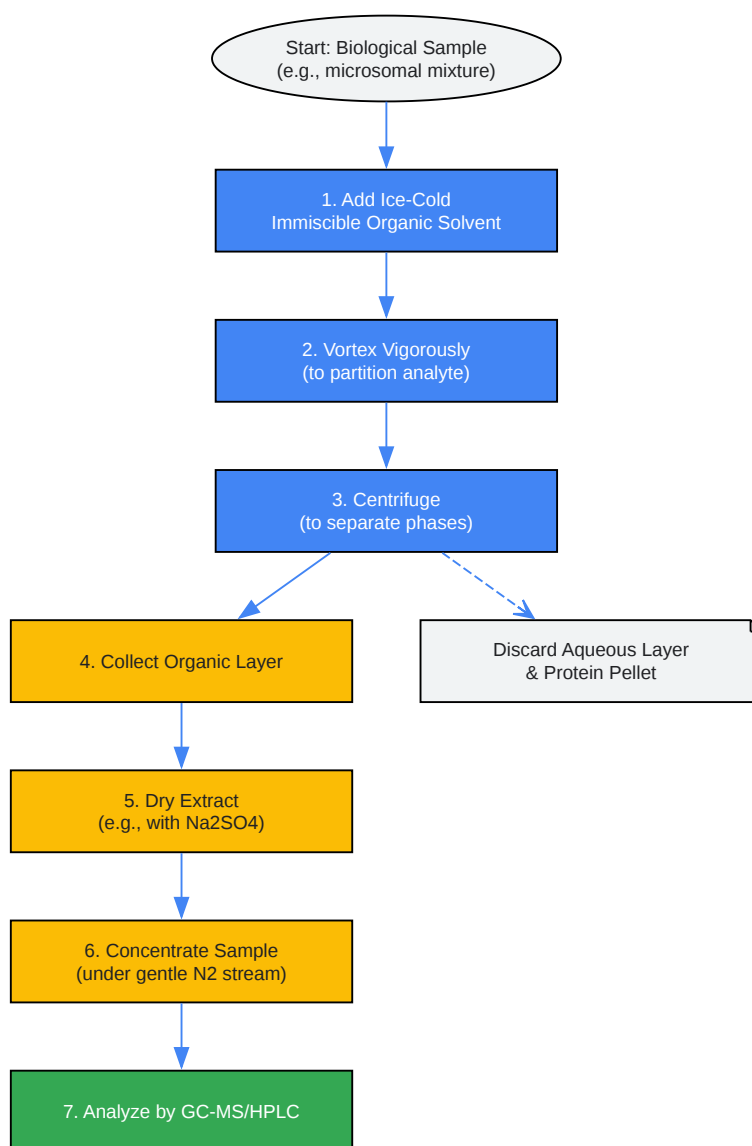 Start: Biological Sample
(e.g., microsomal mixture)
1. Add Ice-Cold
Immiscible Organic Solvent
2. Vortex Vigorously
(to partition analyte)
3. Centrifuge
(to separate phases)
4. Collect Organic Layer
Discard Aqueous Layer
& Protein Pellet
5. Dry Extract
(e.g., with Na2SO4)
6. Concentrate Sample
(under gentle N2 stream)
7. Analyze by GC-MS/HPLC